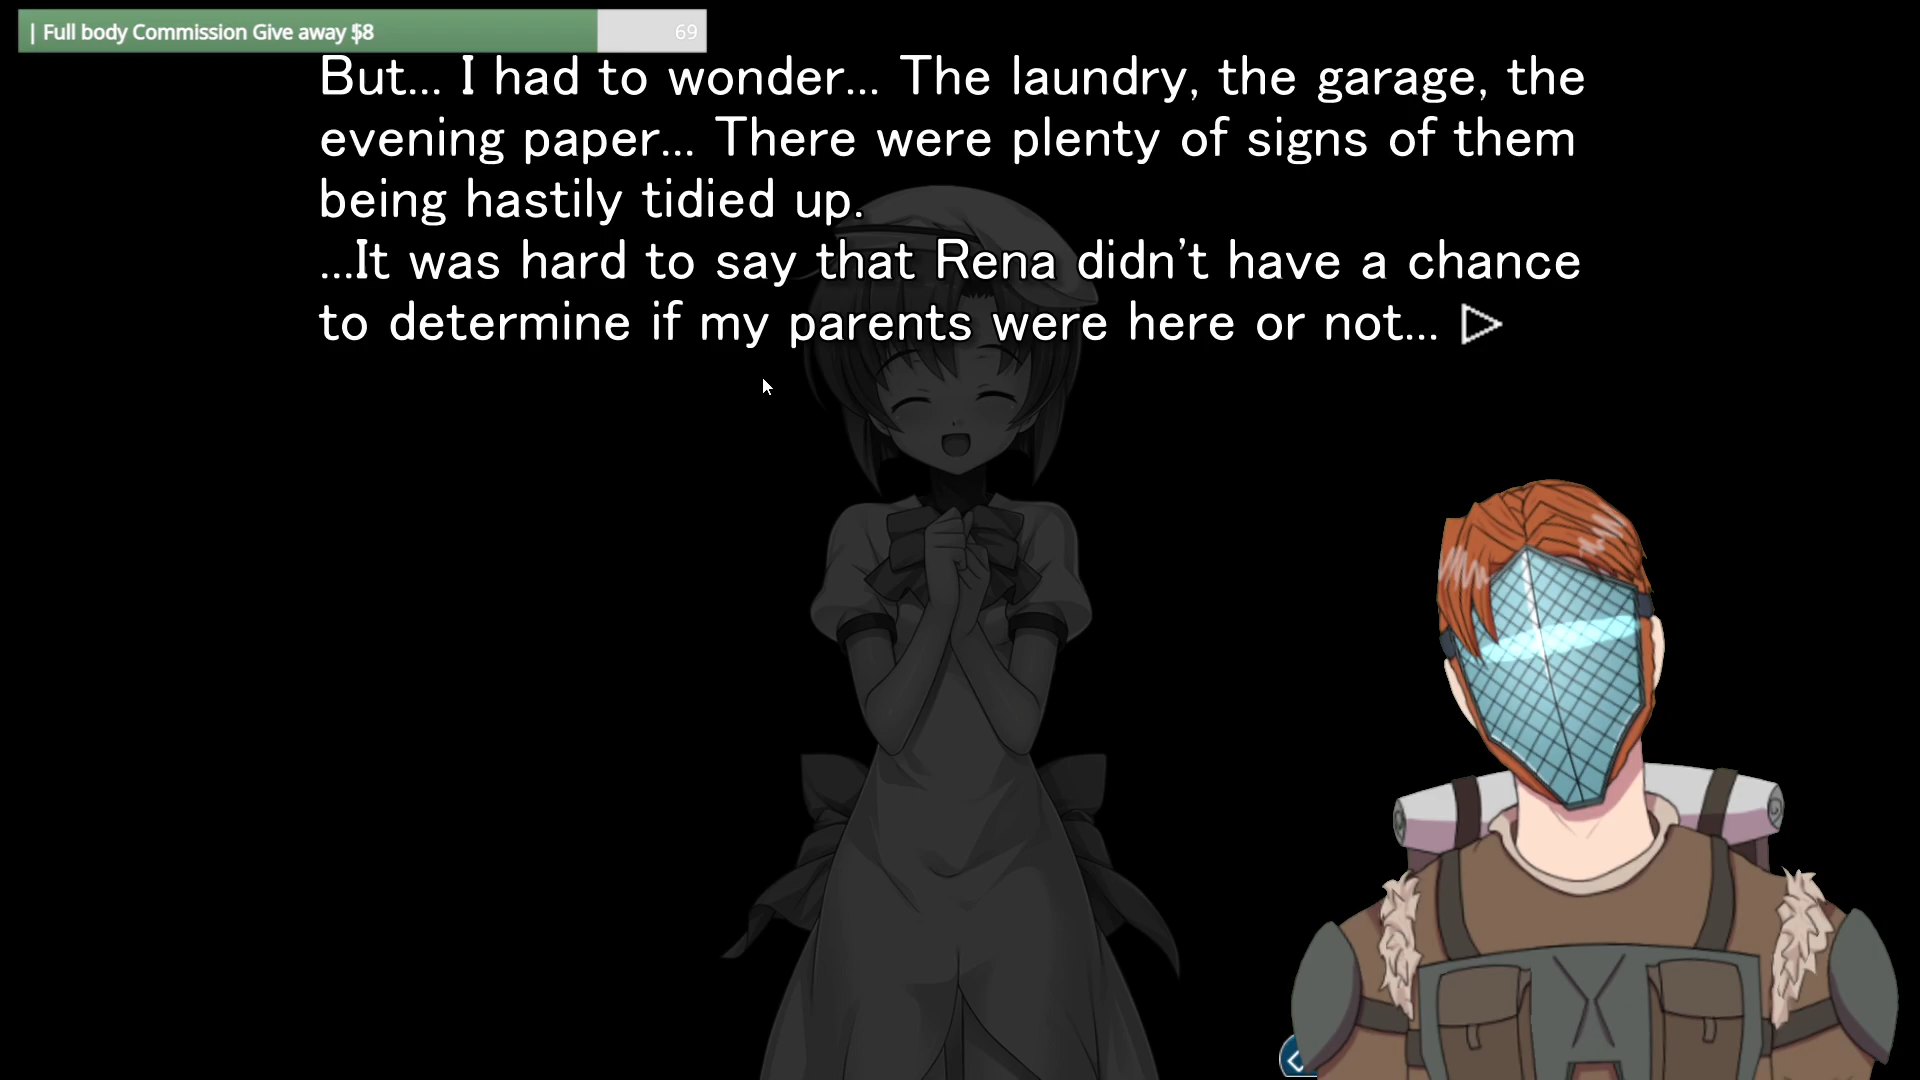 | Full body Commission Give away $8
69
But... I had to wonder... The laundry, the garage, the
evening paper... There were plenty of signs of them
being hastily tidied up.
...It was hard to say that Rena didn't have a chance
to determine if my parents were here or not...